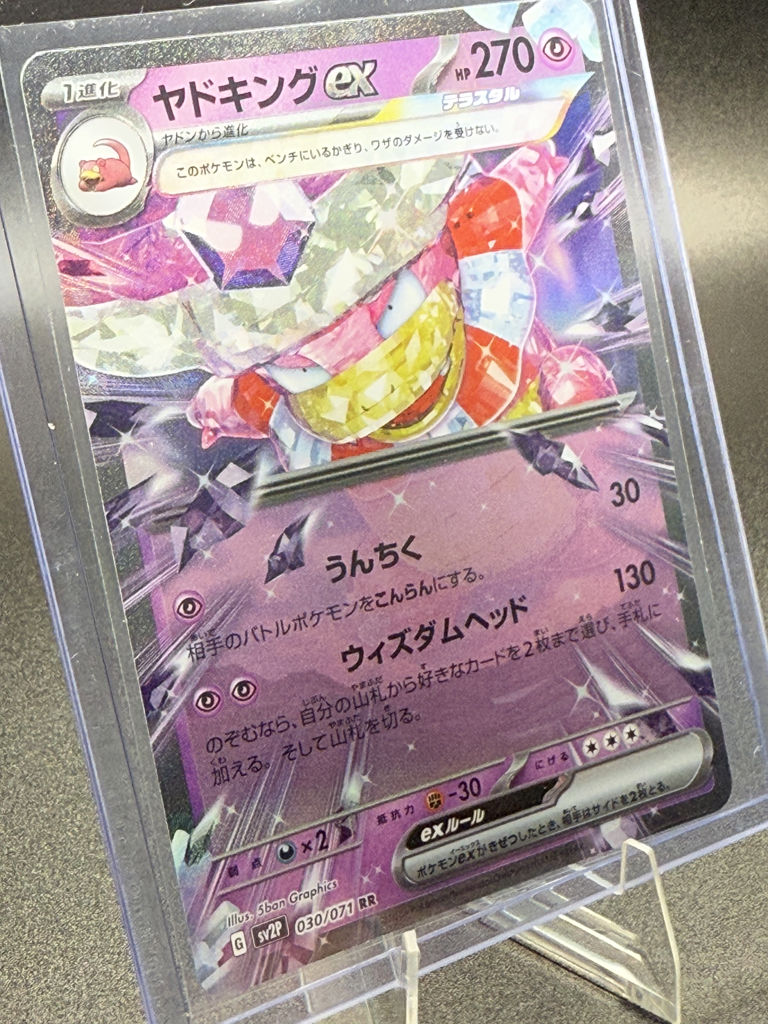 1進化
ヤドキングex
HP 270
ヤドンから進化
テラスタル
このポケモンは、ベンチにいるかぎり、ワザのダメージを受けない。
うんちく 30
相手のバトルポケモンをこんらんにする。
ウィズダムヘッド 130
のぞむなら、自分の山札から好きなカードを2枚まで選び、手札に
加える。そして山札を切る。
弱点 ×2 抵抗力 -30 にげる
exルール
ポケモンexがきぜつしたとき、相手はサイドを2枚とる。
Illus. 5ban Graphics
G sv2P 030/071 RR